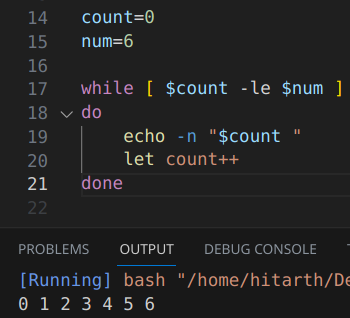 14 count=0
15 num=6
16
17 while [ $count -le $num ]
18 do
19 echo -n "$count "
20 let count++
21 done
22
PROBLEMS OUTPUT DEBUG CONSOLE
[Running] bash "/home/hitarth/De
0 1 2 3 4 5 6